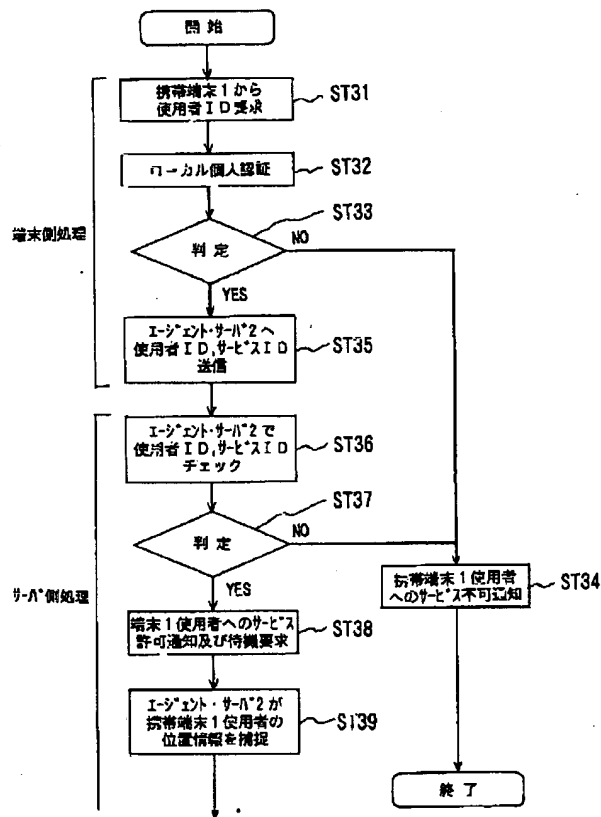 開始
携帯端末1から
使用者ID要求
ST31
ローカル個人認証
ST32
ST33
端末側処理
判定
NO
YES
エージェント・サーバ2へ
使用者ID,サービスID
送信
ST35
エージェント・サーバ2で
使用者ID,サービスID
チェック
ST36
ST37
判定
NO
YES
サーバ側処理
携帯端末1使用者
へのサービス不可通知
ST34
端末1使用者へのサービス
許可通知及び待機要求
ST38
エージェント・サーバ2が
携帯端末1使用者の
位置情報を捕捉
ST39
終了